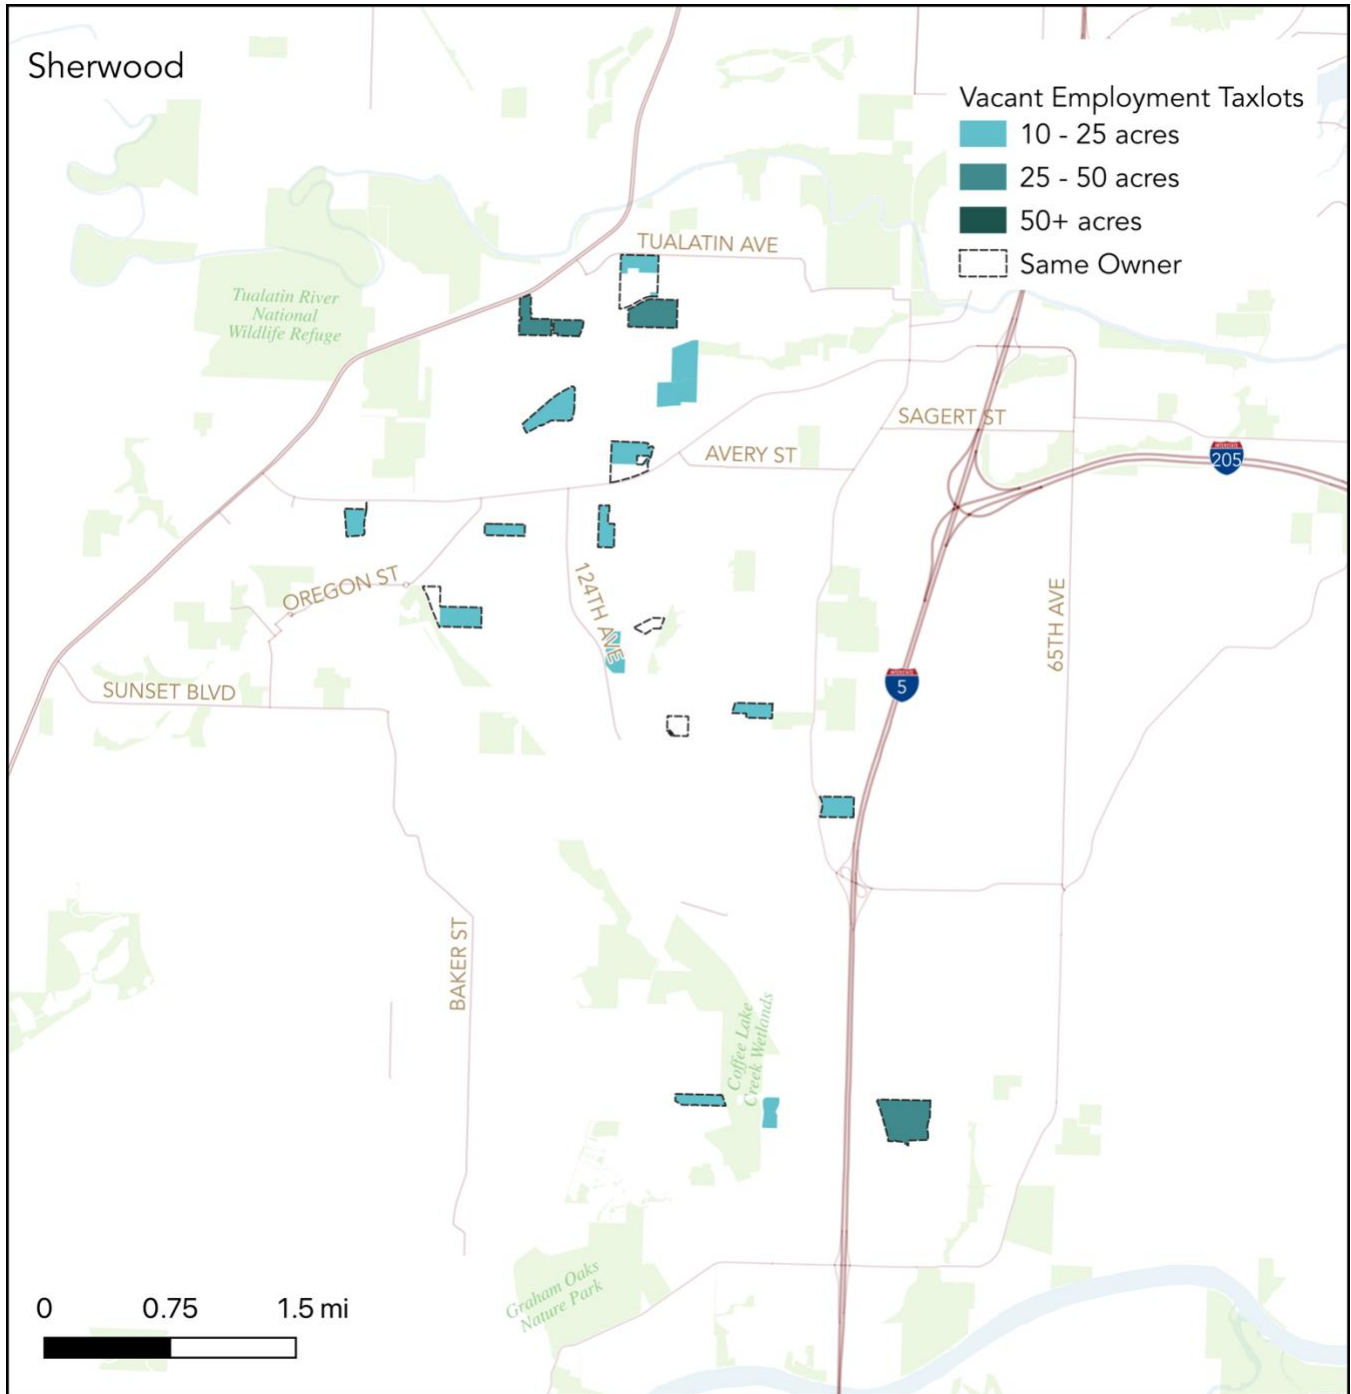 Sherwood
Vacant Employment Taxlots
10 - 25 acres
25 - 50 acres
50+ acres
Same Owner
TUALATIN AVE
Tualatin River
National
Wildlife Refuge
SAGERT ST
AVERY ST
INTERSTATE
205
OREGON ST
124TH AVE
65TH AVE
INTERSTATE
5
SUNSET BLVD
BAKER ST
Coffee Lake
Creek Wetlands
Graham Oaks
Nature Park
0 0.75 1.5 mi